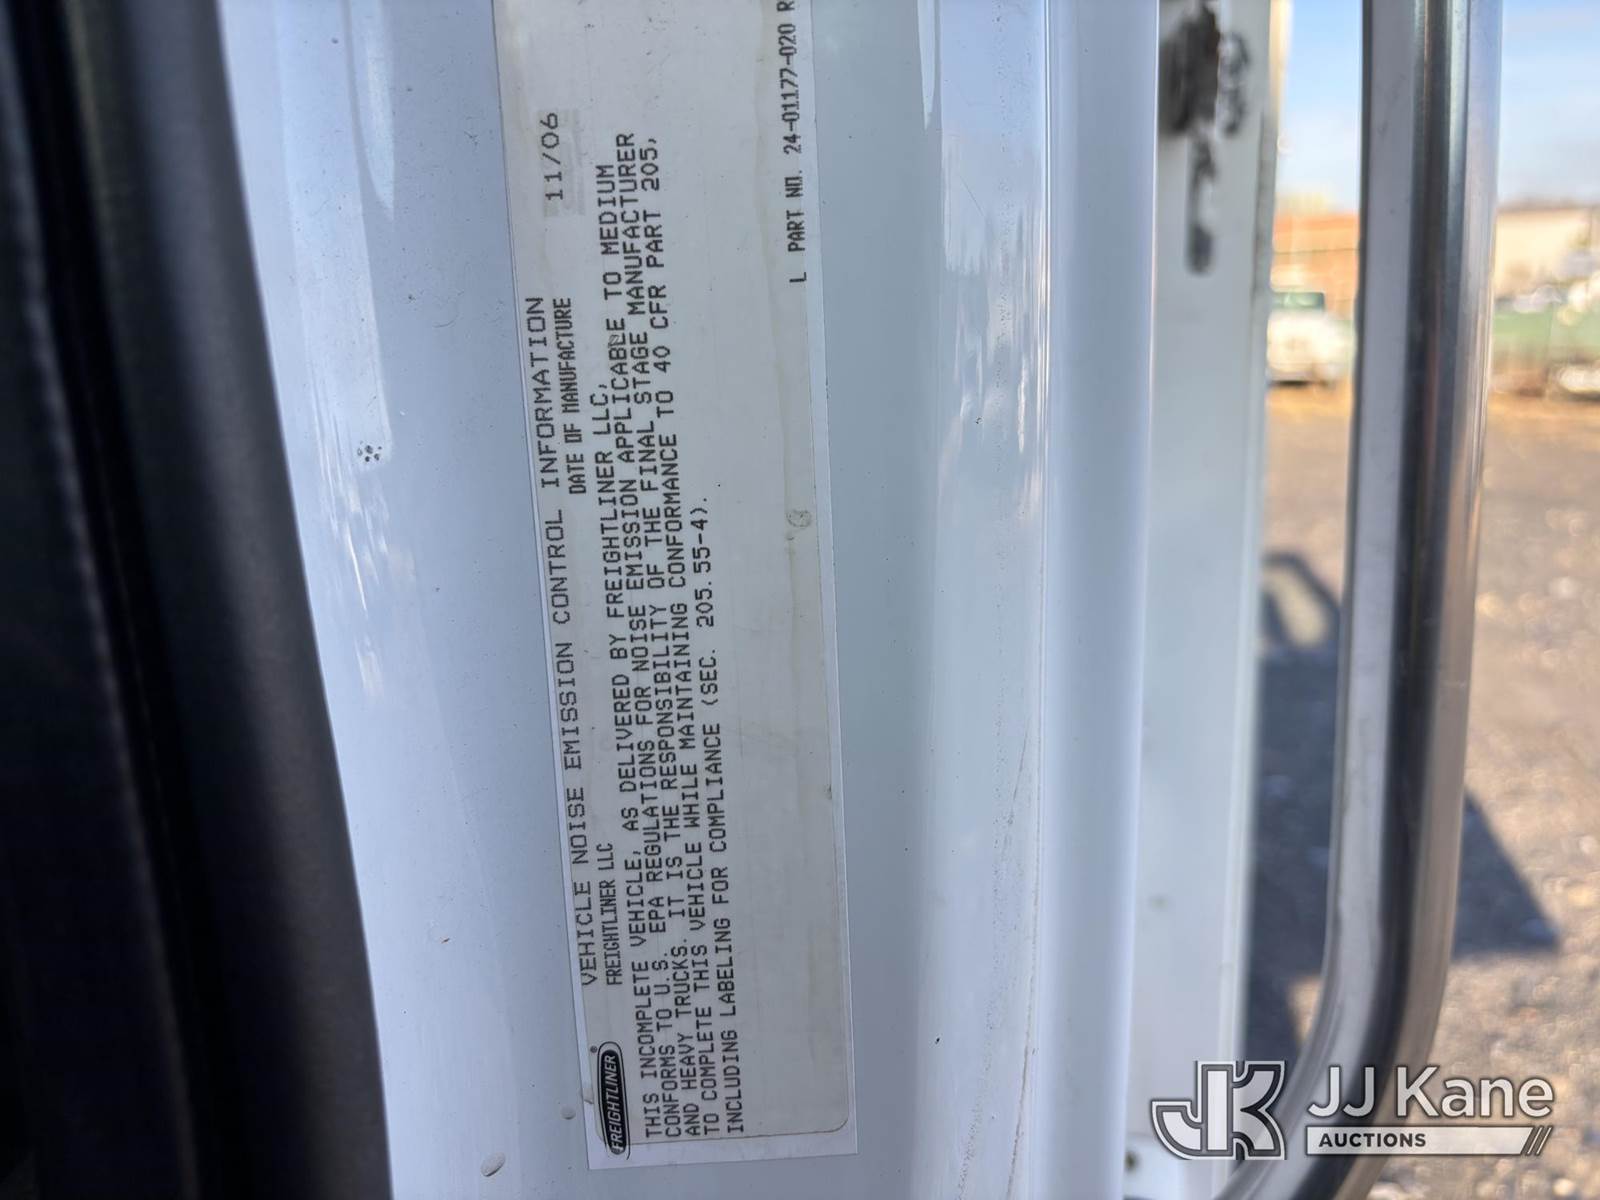 VEHICLE NOISE EMISSION CONTROL INFORMATION
FREIGHTLINER LLC DATE OF MANUFACTURE 11/06
FREIGHTLINER®
THIS INCOMPLETE VEHICLE, AS DELIVERED BY FREIGHTLINER LLC,
CONFORMS TO U.S. EPA REGULATIONS FOR NOISE EMISSION APPLICABLE TO MEDIUM
AND HEAVY TRUCKS. IT IS THE RESPONSIBILITY OF THE FINAL STAGE MANUFACTURER
TO COMPLETE THIS VEHICLE WHILE MAINTAINING CONFORMANCE TO 40 CFR PART 205,
INCLUDING LABELING FOR COMPLIANCE (SEC. 205.55-4).
L PART NO. 24-01177-020 R
JK JJ Kane
AUCTIONS